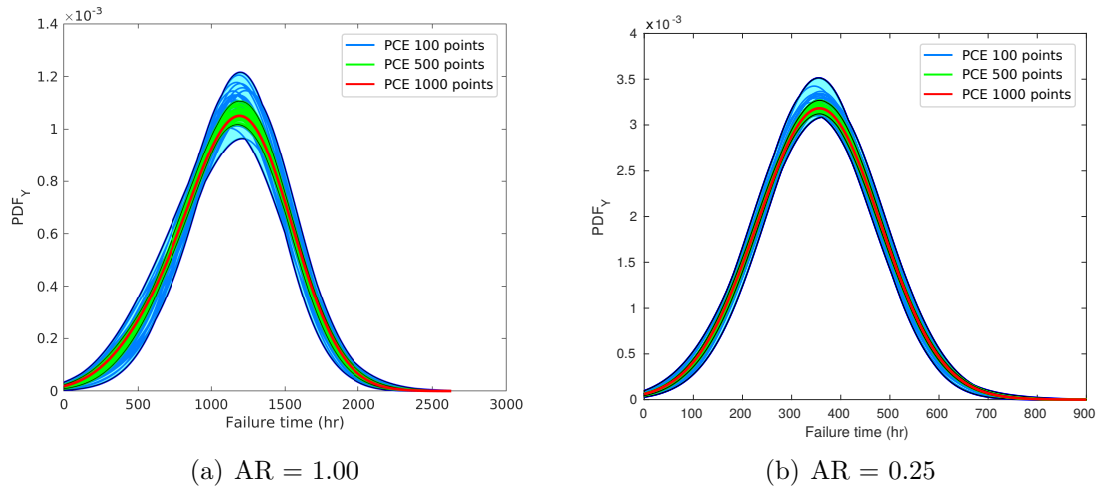 ×10⁻³
1.4
1.2
1
0.8
0.6
0.4
0.2
0
PDF_Y
0 500 1000 1500 2000 2500 3000
Failure time (hr)
PCE 100 points
PCE 500 points
PCE 1000 points
(a) AR = 1.00
×10⁻³
4
3.5
3
2.5
2
1.5
1
0.5
0
PDF_Y
0 100 200 300 400 500 600 700 800 900
Failure time (hr)
PCE 100 points
PCE 500 points
PCE 1000 points
(b) AR = 0.25